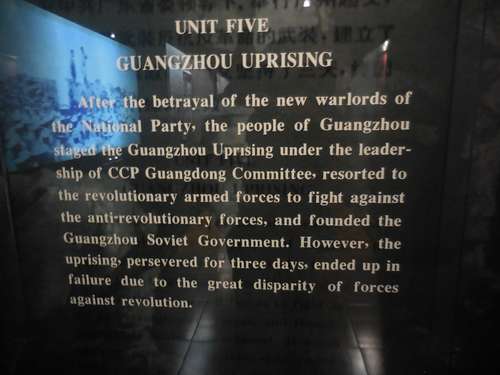 UNIT FIVE
GUANGZHOU UPRISING
After the betrayal of the new warlords of
the National Party, the people of Guangzhou
staged the Guangzhou Uprising under the leader-
ship of CCP Guangdong Committee, resorted to
the revolutionary armed forces to fight against
the anti-revolutionary forces, and founded the
Guangzhou Soviet Government. However, the
uprising, persevered for three days, ended up in
failure due to the great disparity of forces
against revolution.